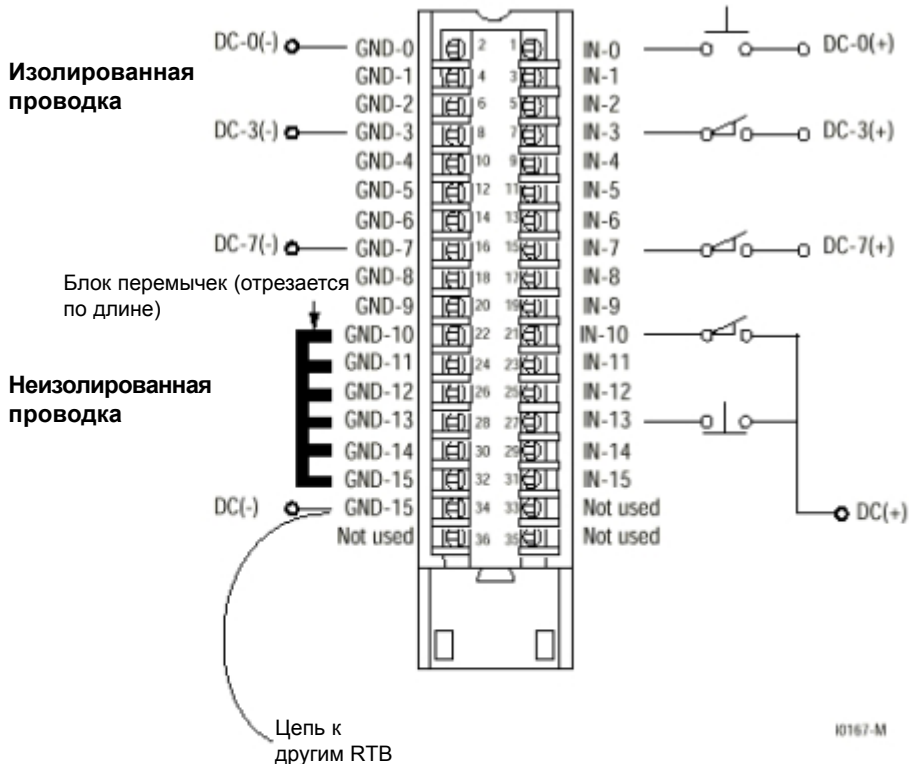 DC-0(-) GND-0 2 1 IN-0 DC-0(+)
Изолированная
проводка
GND-1 4 3 IN-1
GND-2 6 5 IN-2
DC-3(-) GND-3 8 7 IN-3 DC-3(+)
GND-4 10 9 IN-4
GND-5 12 11 IN-5
GND-6 14 13 IN-6
DC-7(-) GND-7 16 15 IN-7 DC-7(+)
Блок перемычек (отрезается
по длине)
GND-8 18 17 IN-8
GND-9 20 19 IN-9
GND-10 22 21 IN-10
GND-11 24 23 IN-11
Неизолированная
проводка
GND-12 26 25 IN-12
GND-13 28 27 IN-13
GND-14 30 29 IN-14
GND-15 32 31 IN-15
DC(-) GND-15 34 33 Not used DC(+)
Not used 36 35 Not used
Цепь к
другим RTB
I0167-M